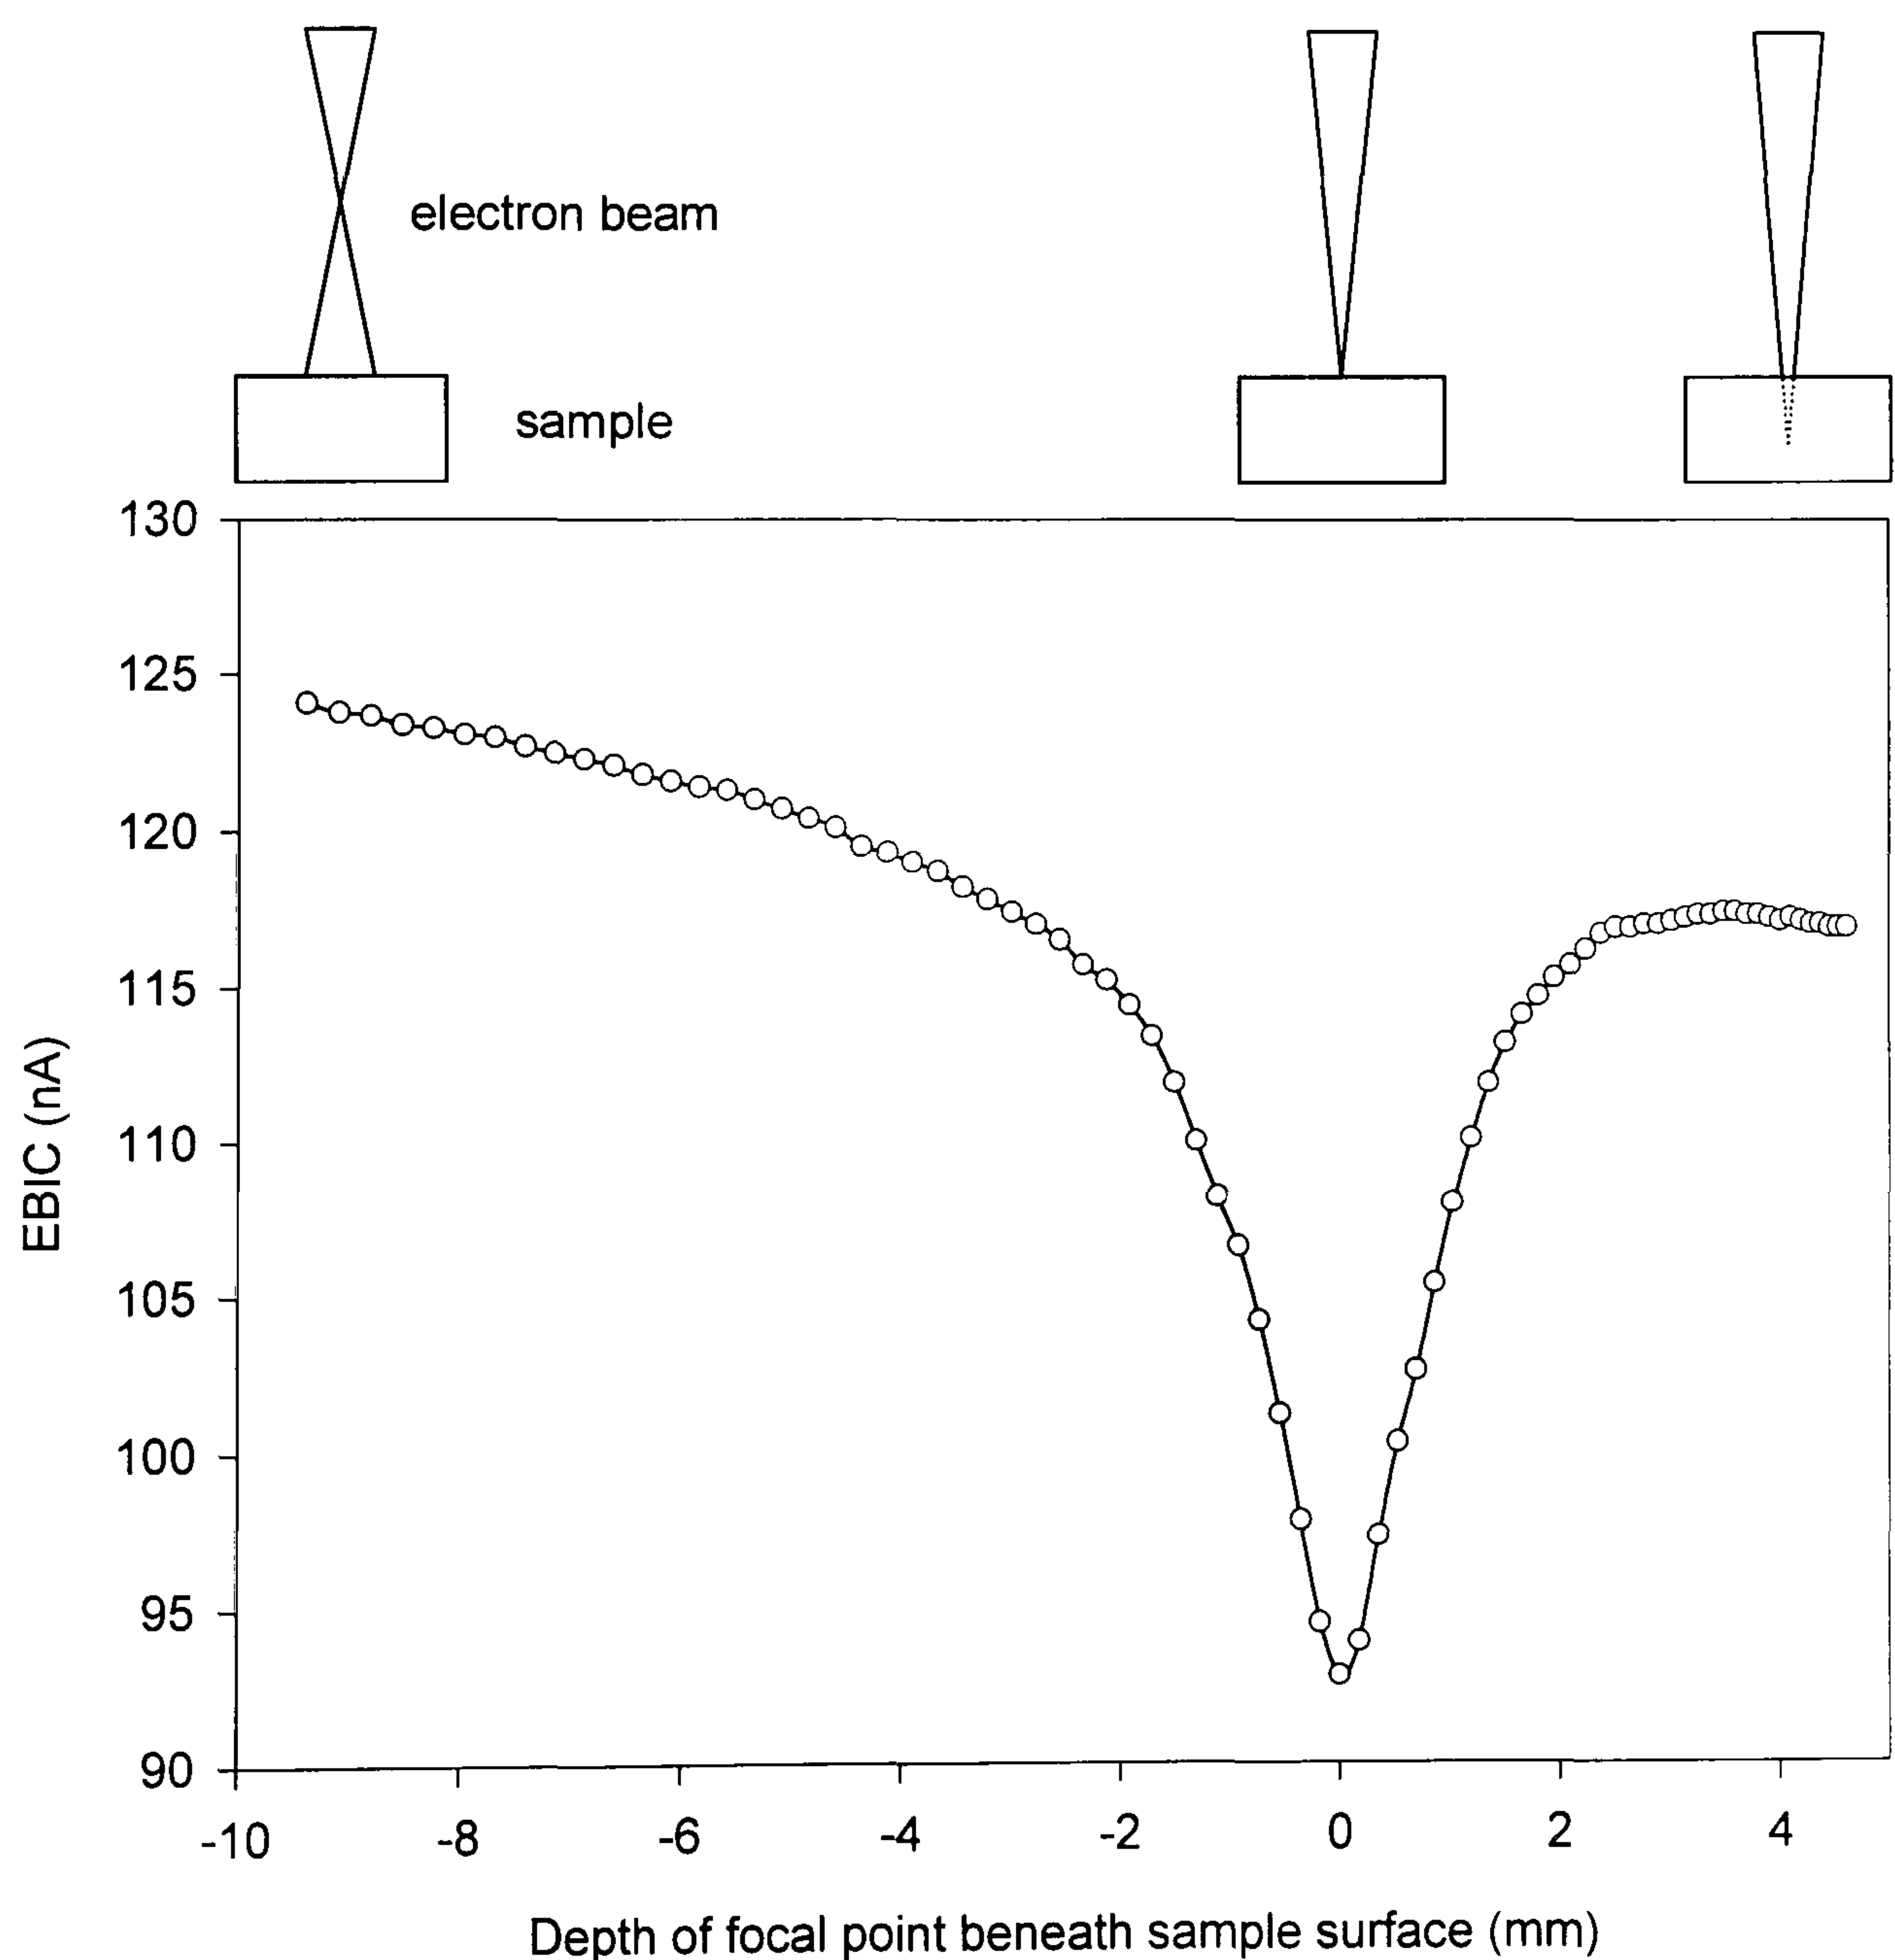 electron beam
sample
130
125
120
115
110
105
100
95
90
EBIC (nA)
-10 -8 -6 -4 -2 0 2 4
Depth of focal point beneath sample surface (mm)